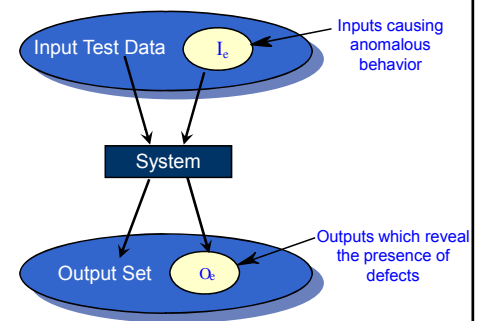 Inputs causing
anomalous
behavior
Input Test Data
Ie
System
Outputs which reveal
the presence of
defects
Output Set
Oe